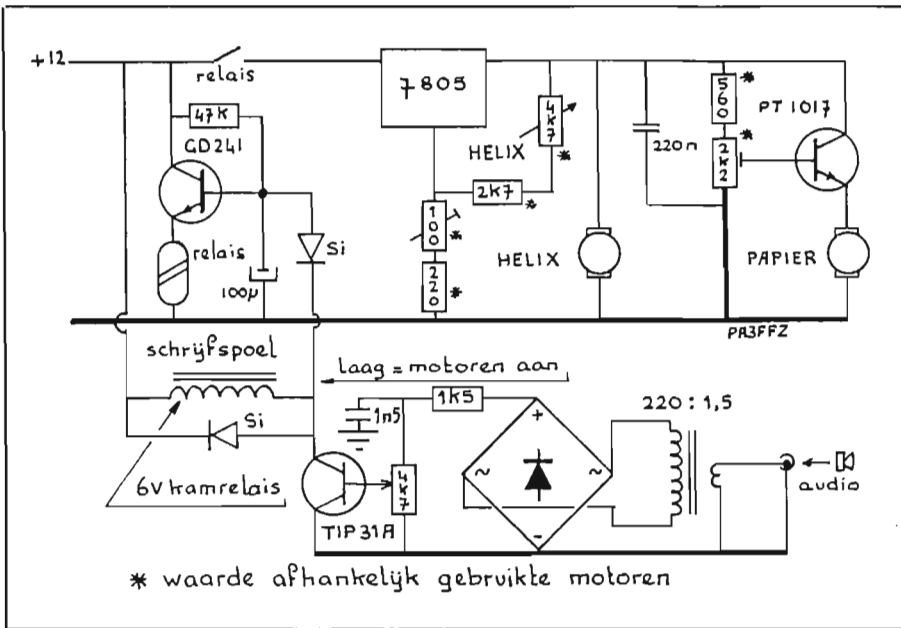 +12
relais
7805
47K
GD241
relais
100µ
Si
4k7
HELIX
*
2k7
*
100
*
220
*
HELIX
220n
560
*
2k2
*
PT 1017
PAPIER
PA3FFZ
schrijfspoel
laag = motoren aan
Si
6V kamrelais
1n5
1k5
4k7
TIP31A
+
~
~
-
220 : 1,5
audio
* waarde afhankelijk gebruikte motoren